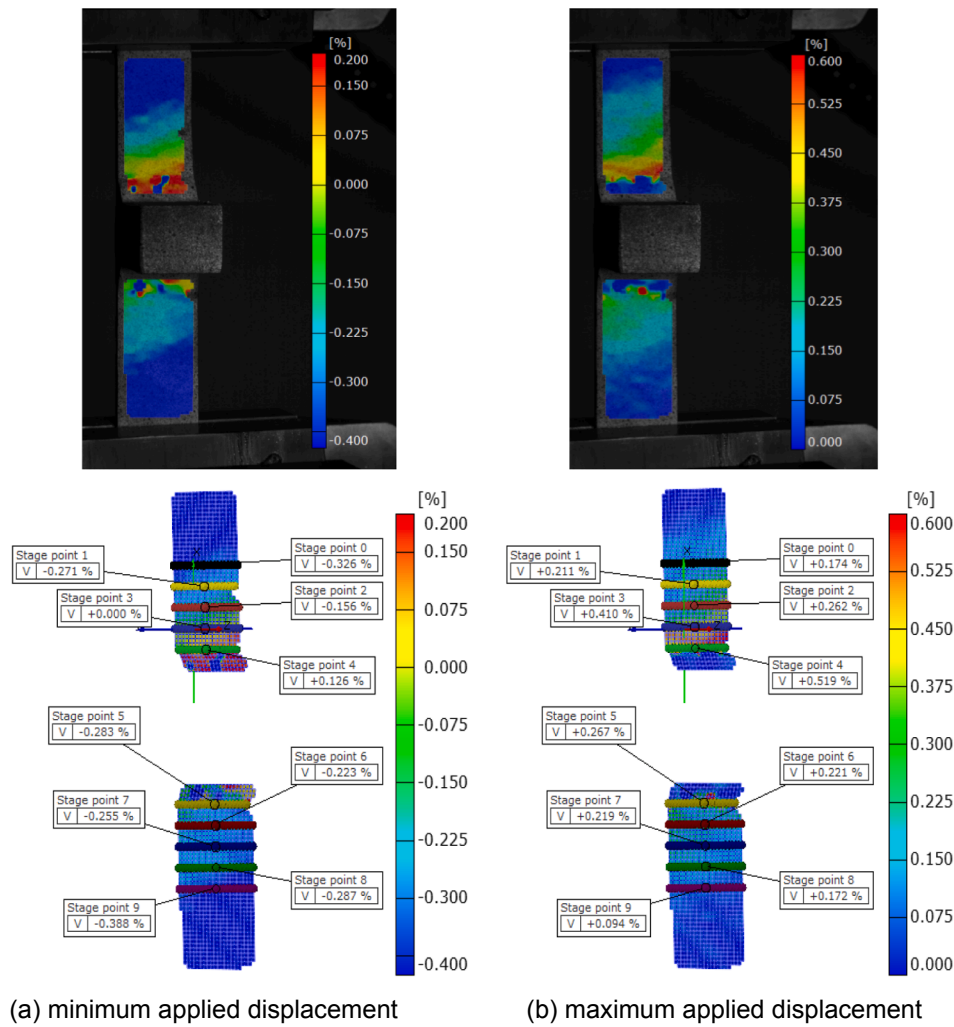 [%]
0.200
0.150
0.075
0.000
-0.075
-0.150
-0.225
-0.300
-0.400
[%]
0.600
0.525
0.450
0.375
0.300
0.225
0.150
0.075
0.000
Stage point 1
V -0.271 %
Stage point 0
V -0.326 %
Stage point 3
V +0.000 %
Stage point 2
V -0.156 %
Stage point 4
V +0.126 %
Stage point 5
V -0.283 %
Stage point 6
V -0.223 %
Stage point 7
V -0.255 %
Stage point 8
V -0.287 %
Stage point 9
V -0.388 %
[%]
0.200
0.150
0.075
0.000
-0.075
-0.150
-0.225
-0.300
-0.400
X
Stage point 1
V +0.211 %
Stage point 0
V +0.174 %
Stage point 3
V +0.410 %
Stage point 2
V +0.262 %
Stage point 4
V +0.519 %
Stage point 5
V +0.267 %
Stage point 6
V +0.221 %
Stage point 7
V +0.219 %
Stage point 8
V +0.172 %
Stage point 9
V +0.094 %
X
[%]
0.600
0.525
0.450
0.375
0.300
0.225
0.150
0.075
0.000
(a) minimum applied displacement
(b) maximum applied displacement